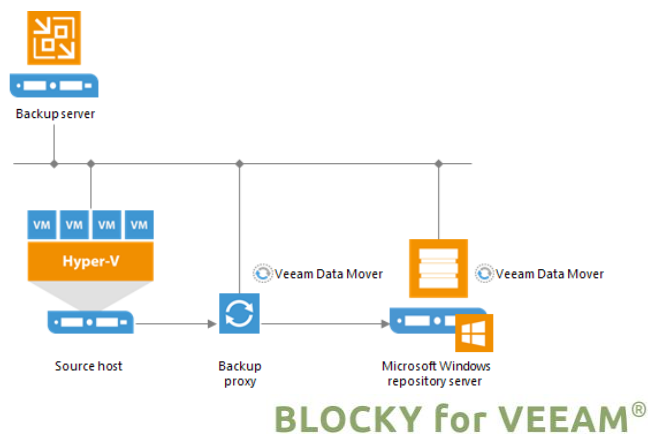 Backup server
VM VM VM VM
Hyper-V
Veeam Data Mover
Veeam Data Mover
Source host
Backup
proxy
Microsoft Windows
repository server
BLOCKY for VEEAM®